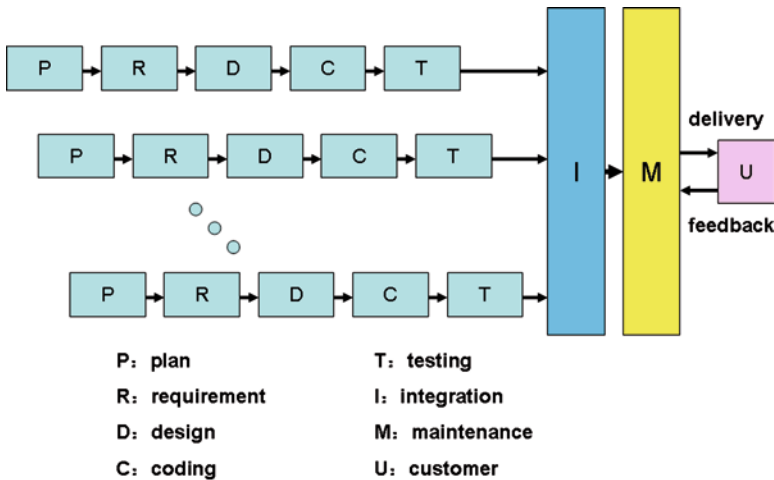 P R D C T
P R D C T
I M
delivery
U
feedback
P R D C T
P：plan
T：testing
R：requirement
I：integration
D：design
M：maintenance
C：coding
U：customer